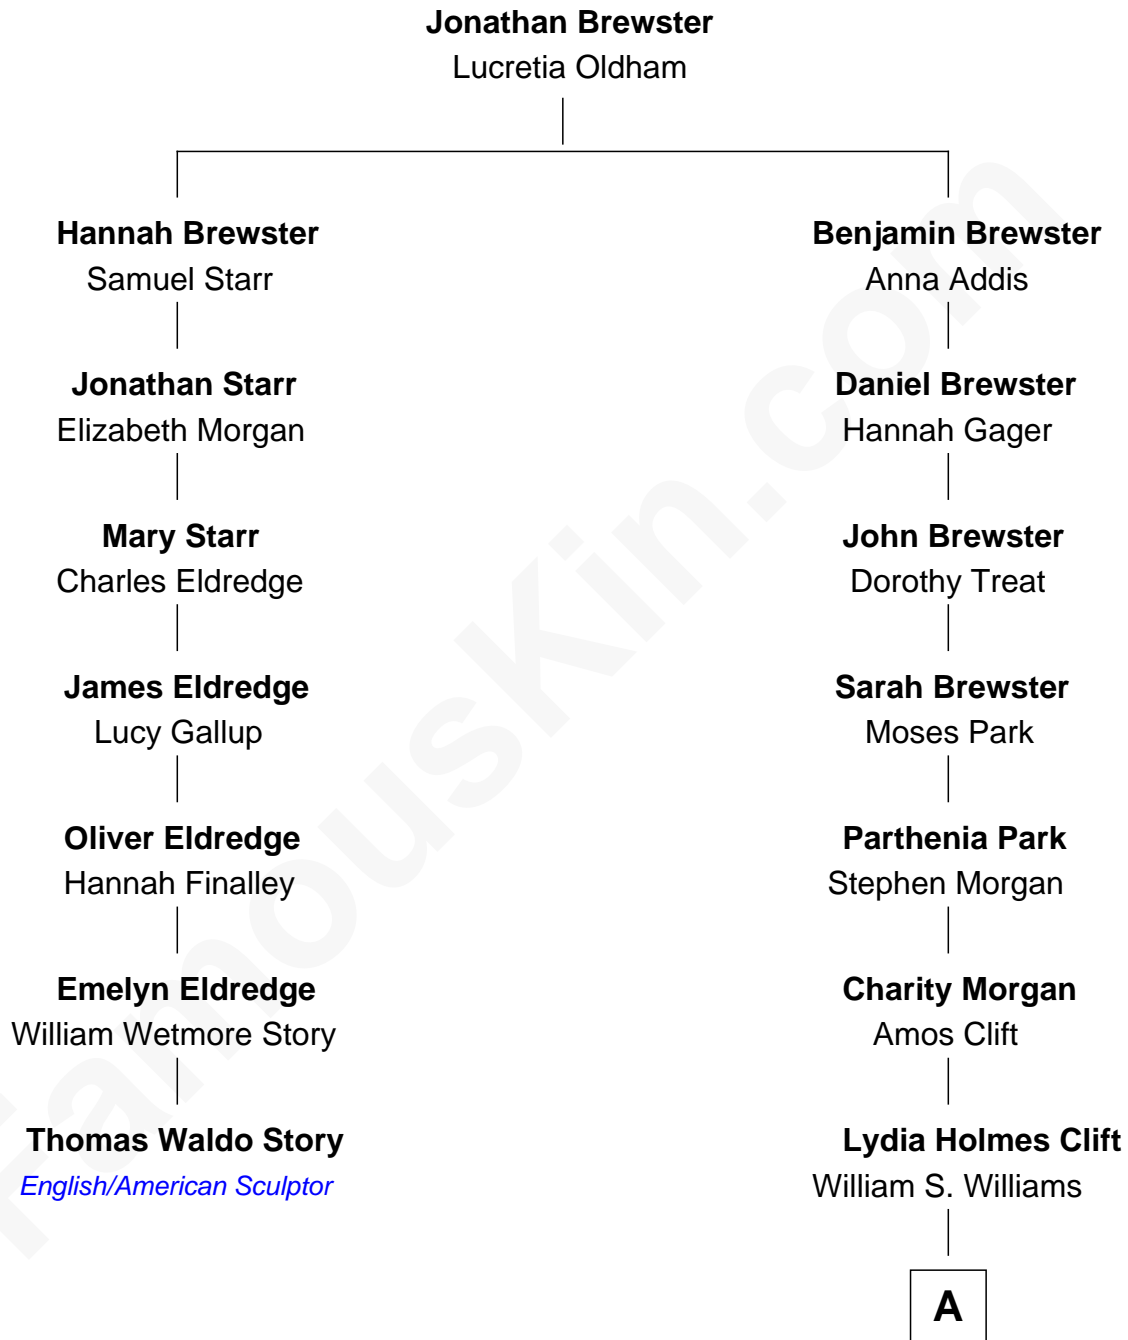 Jonathan Brewster
Lucretia Oldham
Hannah Brewster
Samuel Starr
Jonathan Starr
Elizabeth Morgan
Mary Starr
Charles Eldredge
James Eldredge
Lucy Gallup
Oliver Eldredge
Hannah Finalley
Emelyn Eldredge
William Wetmore Story
Thomas Waldo Story
English/American Sculptor
Benjamin Brewster
Anna Addis
Daniel Brewster
Hannah Gager
John Brewster
Dorothy Treat
Sarah Brewster
Moses Park
Parthenia Park
Stephen Morgan
Charity Morgan
Amos Clift
Lydia Holmes Clift
William S. Williams
A
FamousKin.com